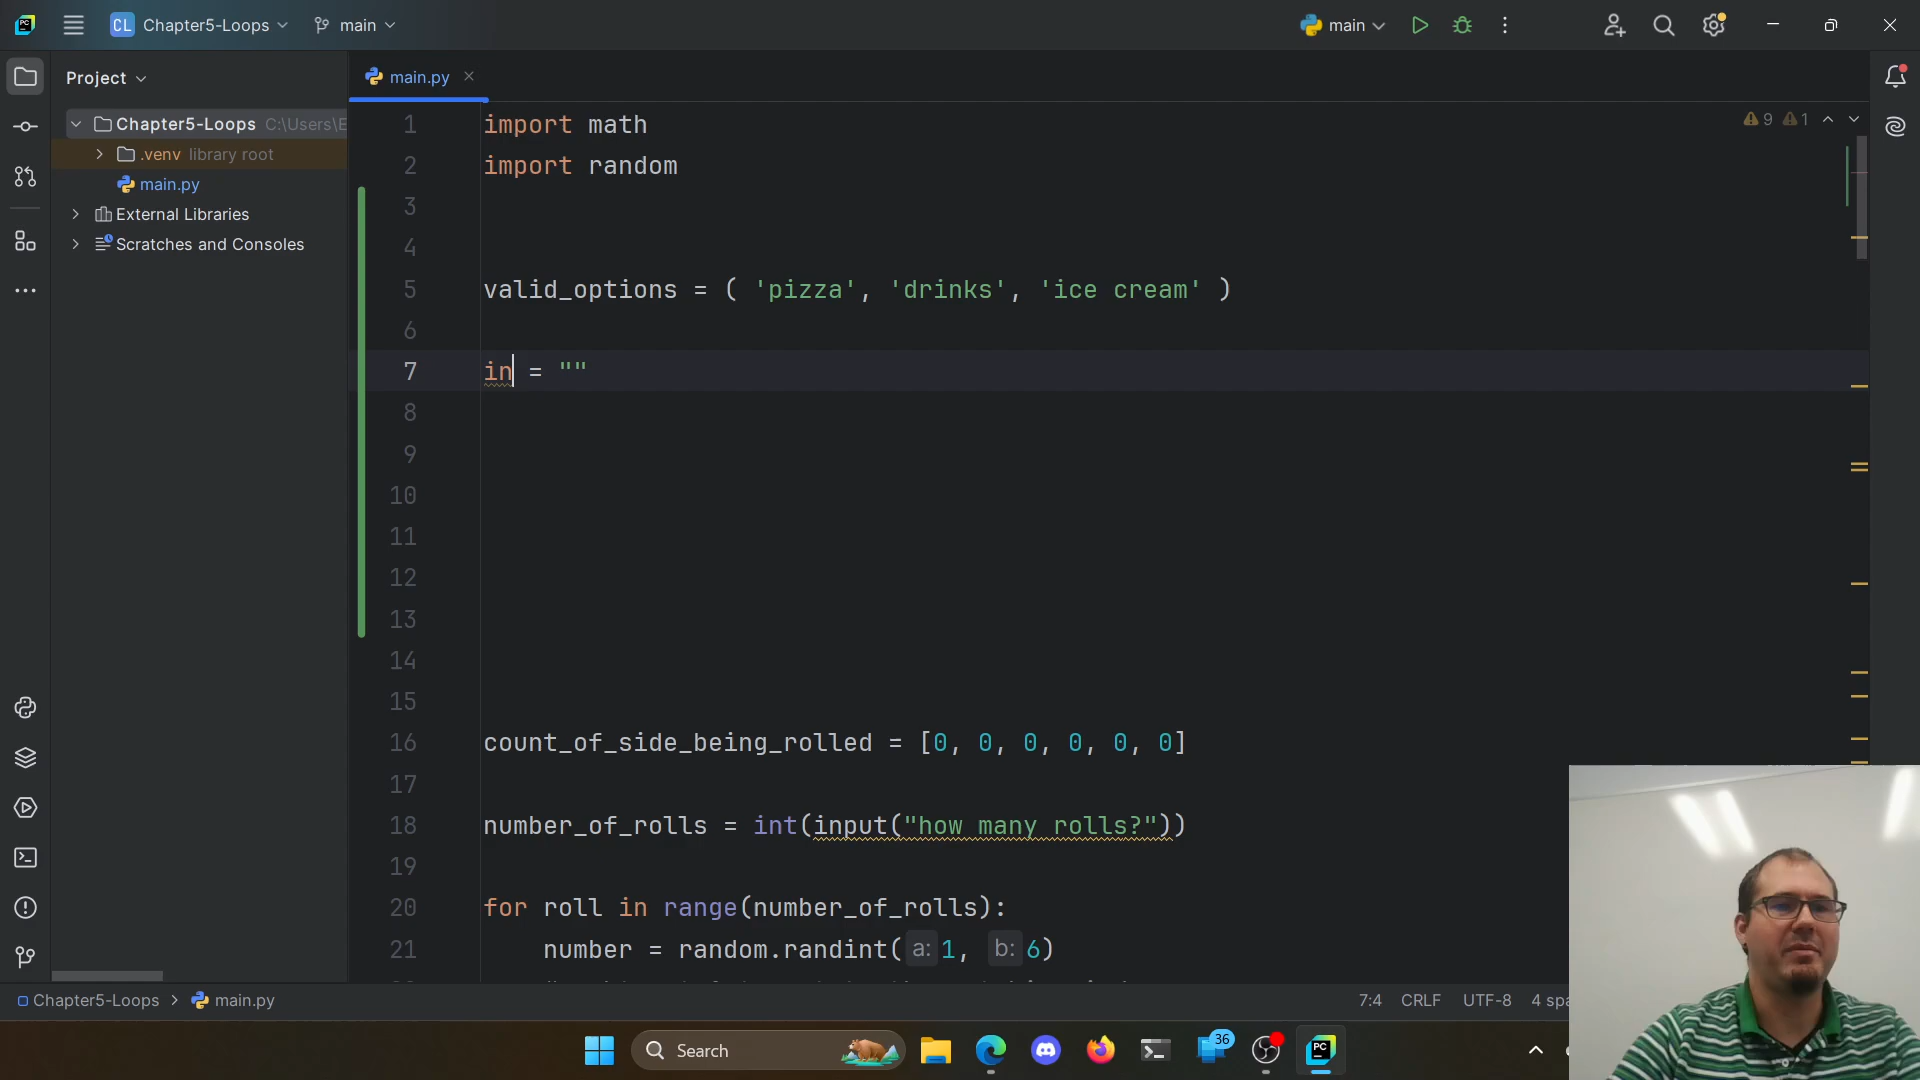 CL Chapter5-Loops main
main
Project
main.py
Chapter5-Loops C:\Users\E
.venv library root
main.py
External Libraries
Scratches and Consoles
9 1
1 import math
2 import random
3
4
5 valid_options = ( 'pizza', 'drinks', 'ice cream' )
6
7 in = ""
8
9
10
11
12
13
14
15
16 count_of_side_being_rolled = [0, 0, 0, 0, 0, 0]
17
18 number_of_rolls = int(input("how many rolls?"))
19
20 for roll in range(number_of_rolls):
21 number = random.randint( a: 1, b: 6)
Chapter5-Loops > main.py
7:4 CRLF UTF-8 4 spa
Search
36
PC